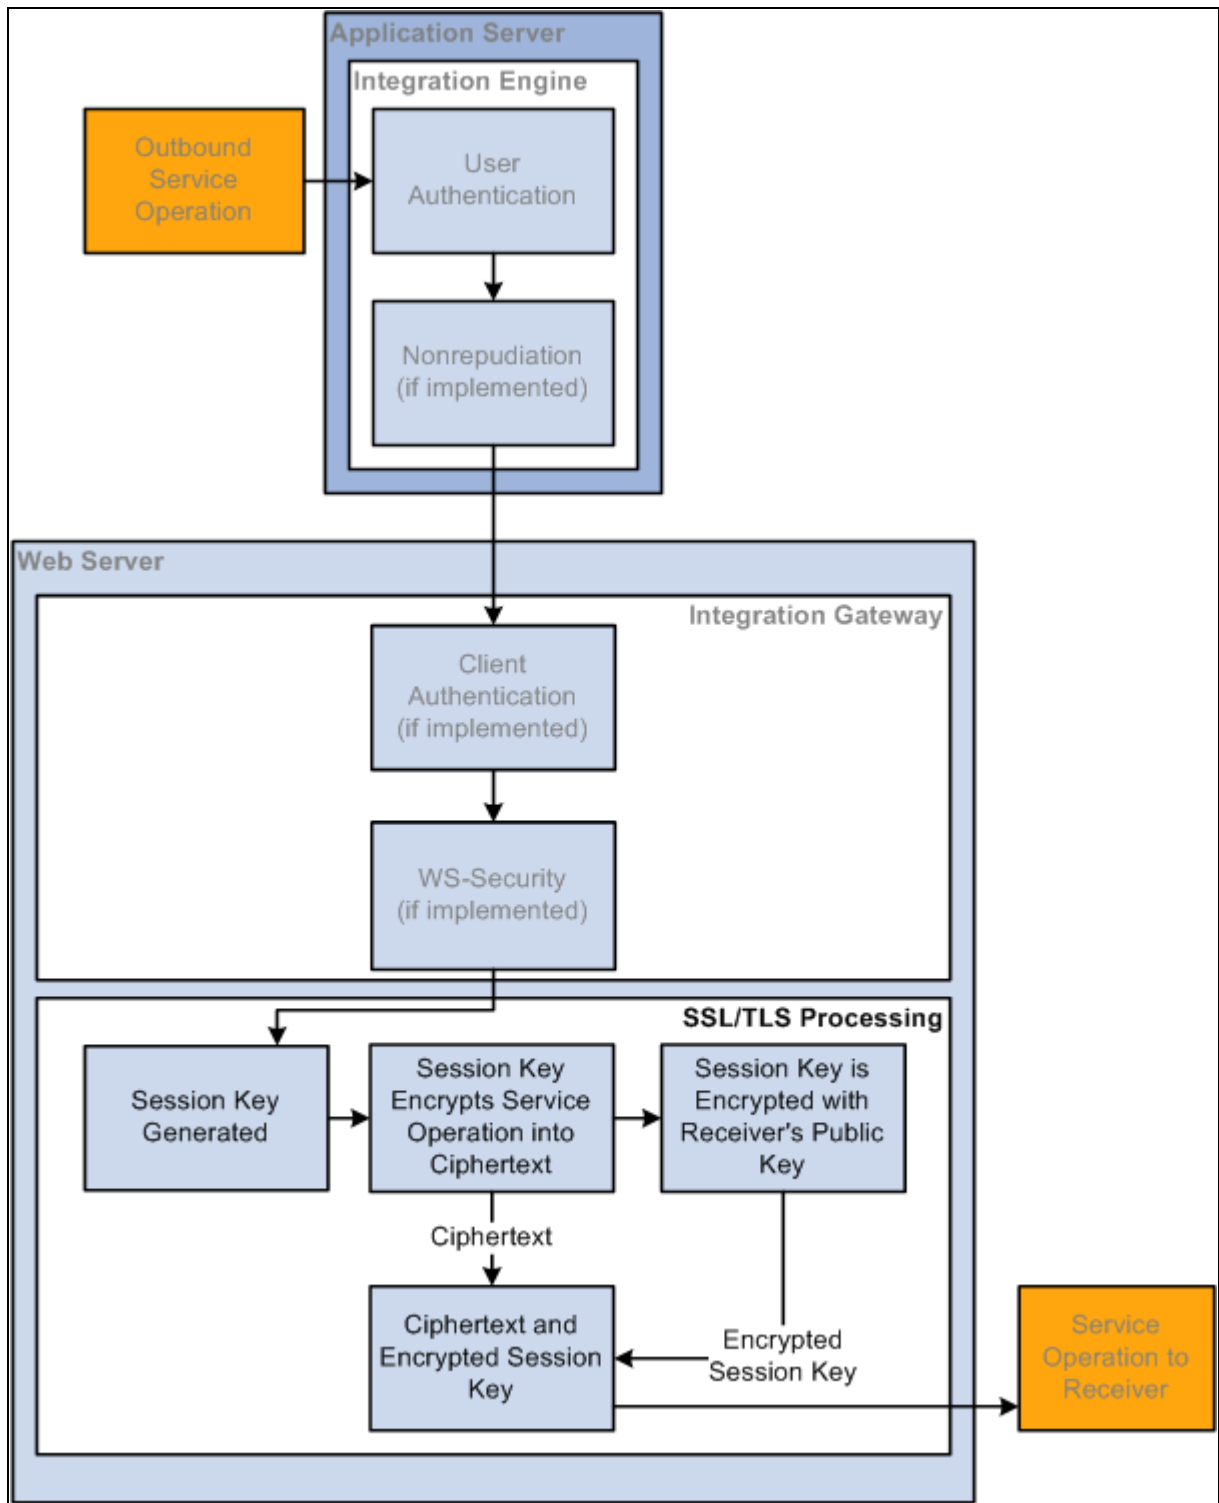 Application Server
Integration Engine
Outbound
Service
Operation
User
Authentication
Nonrepudiation
(if implemented)
Web Server
Integration Gateway
Client
Authentication
(if implemented)
WS-Security
(if implemented)
SSL/TLS Processing
Session Key
Generated
Session Key
Encrypts Service
Operation into
Ciphertext
Session Key is
Encrypted with
Receiver's Public
Key
Ciphertext
Ciphertext and
Encrypted Session
Key
Encrypted
Session Key
Service
Operation to
Receiver